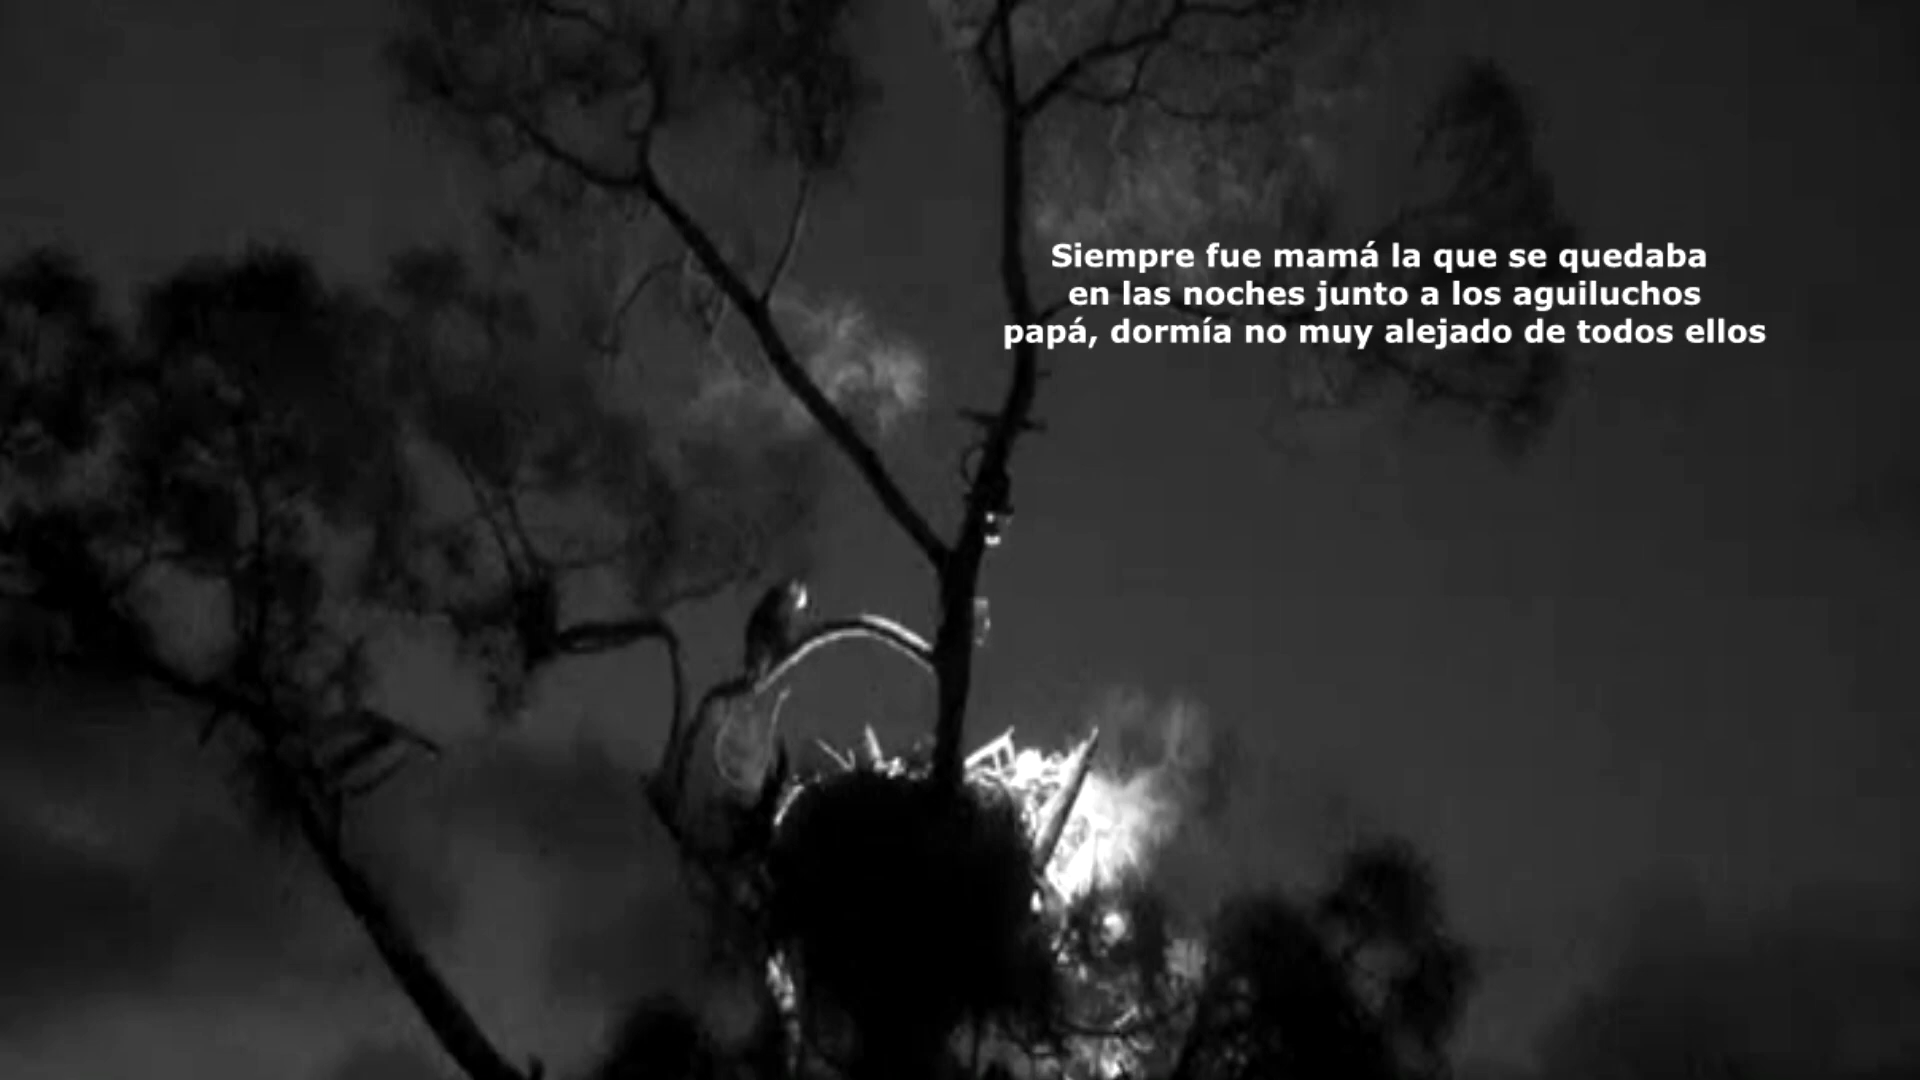 Siempre fue mamá la que se quedaba
en las noches junto a los aguiluchos
papá, dormía no muy alejado de todos ellos